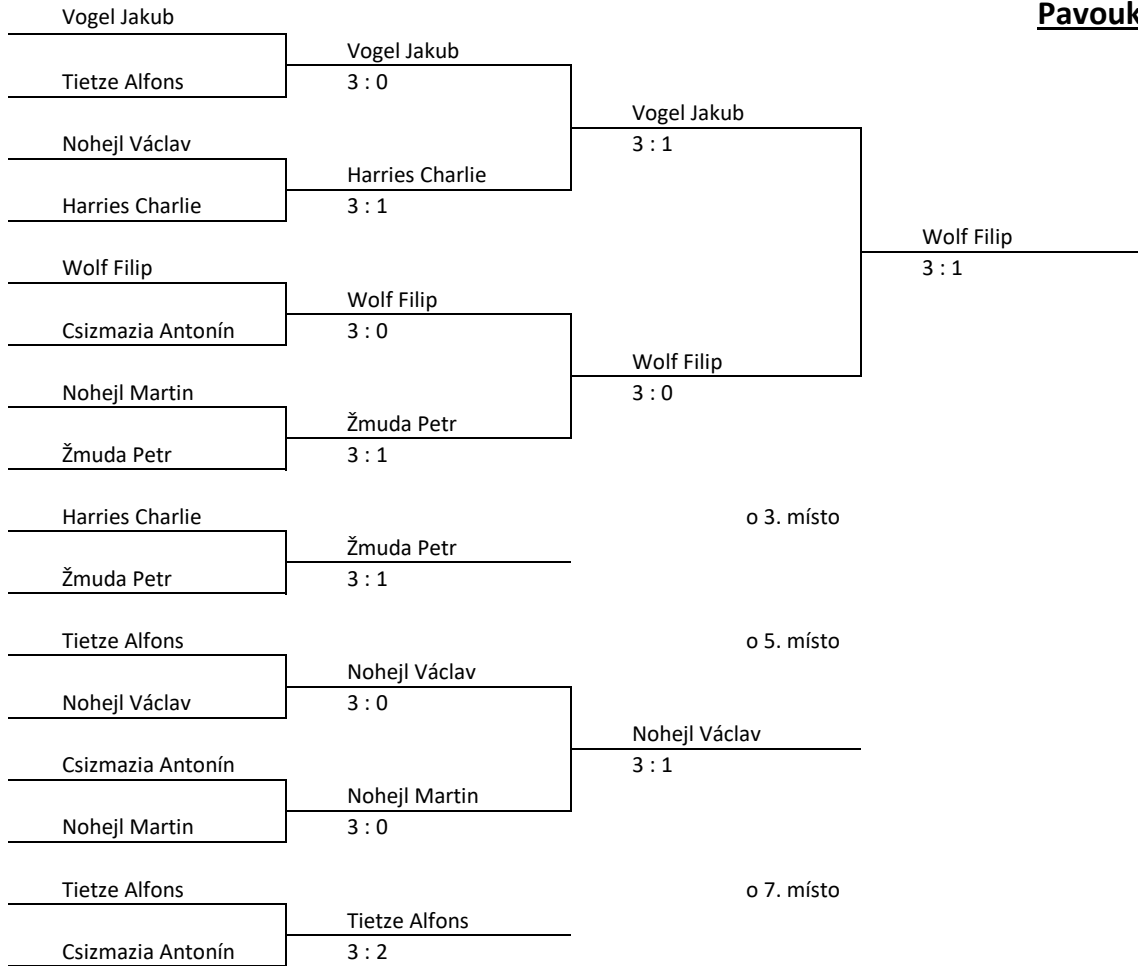 Pavouk
Vogel Jakub
Vogel Jakub
Tietze Alfons
3 : 0
Vogel Jakub
Nohejl Václav
3 : 1
Harries Charlie
Harries Charlie
3 : 1
Wolf Filip
Wolf Filip
3 : 1
Wolf Filip
Csizmazia Antonín
3 : 0
Wolf Filip
Nohejl Martin
3 : 0
Žmuda Petr
Žmuda Petr
3 : 1
Harries Charlie
o 3. místo
Žmuda Petr
Žmuda Petr
3 : 1
Tietze Alfons
o 5. místo
Nohejl Václav
Nohejl Václav
3 : 0
Nohejl Václav
Csizmazia Antonín
3 : 1
Nohejl Martin
Nohejl Martin
3 : 0
Tietze Alfons
o 7. místo
Tietze Alfons
Csizmazia Antonín
3 : 2